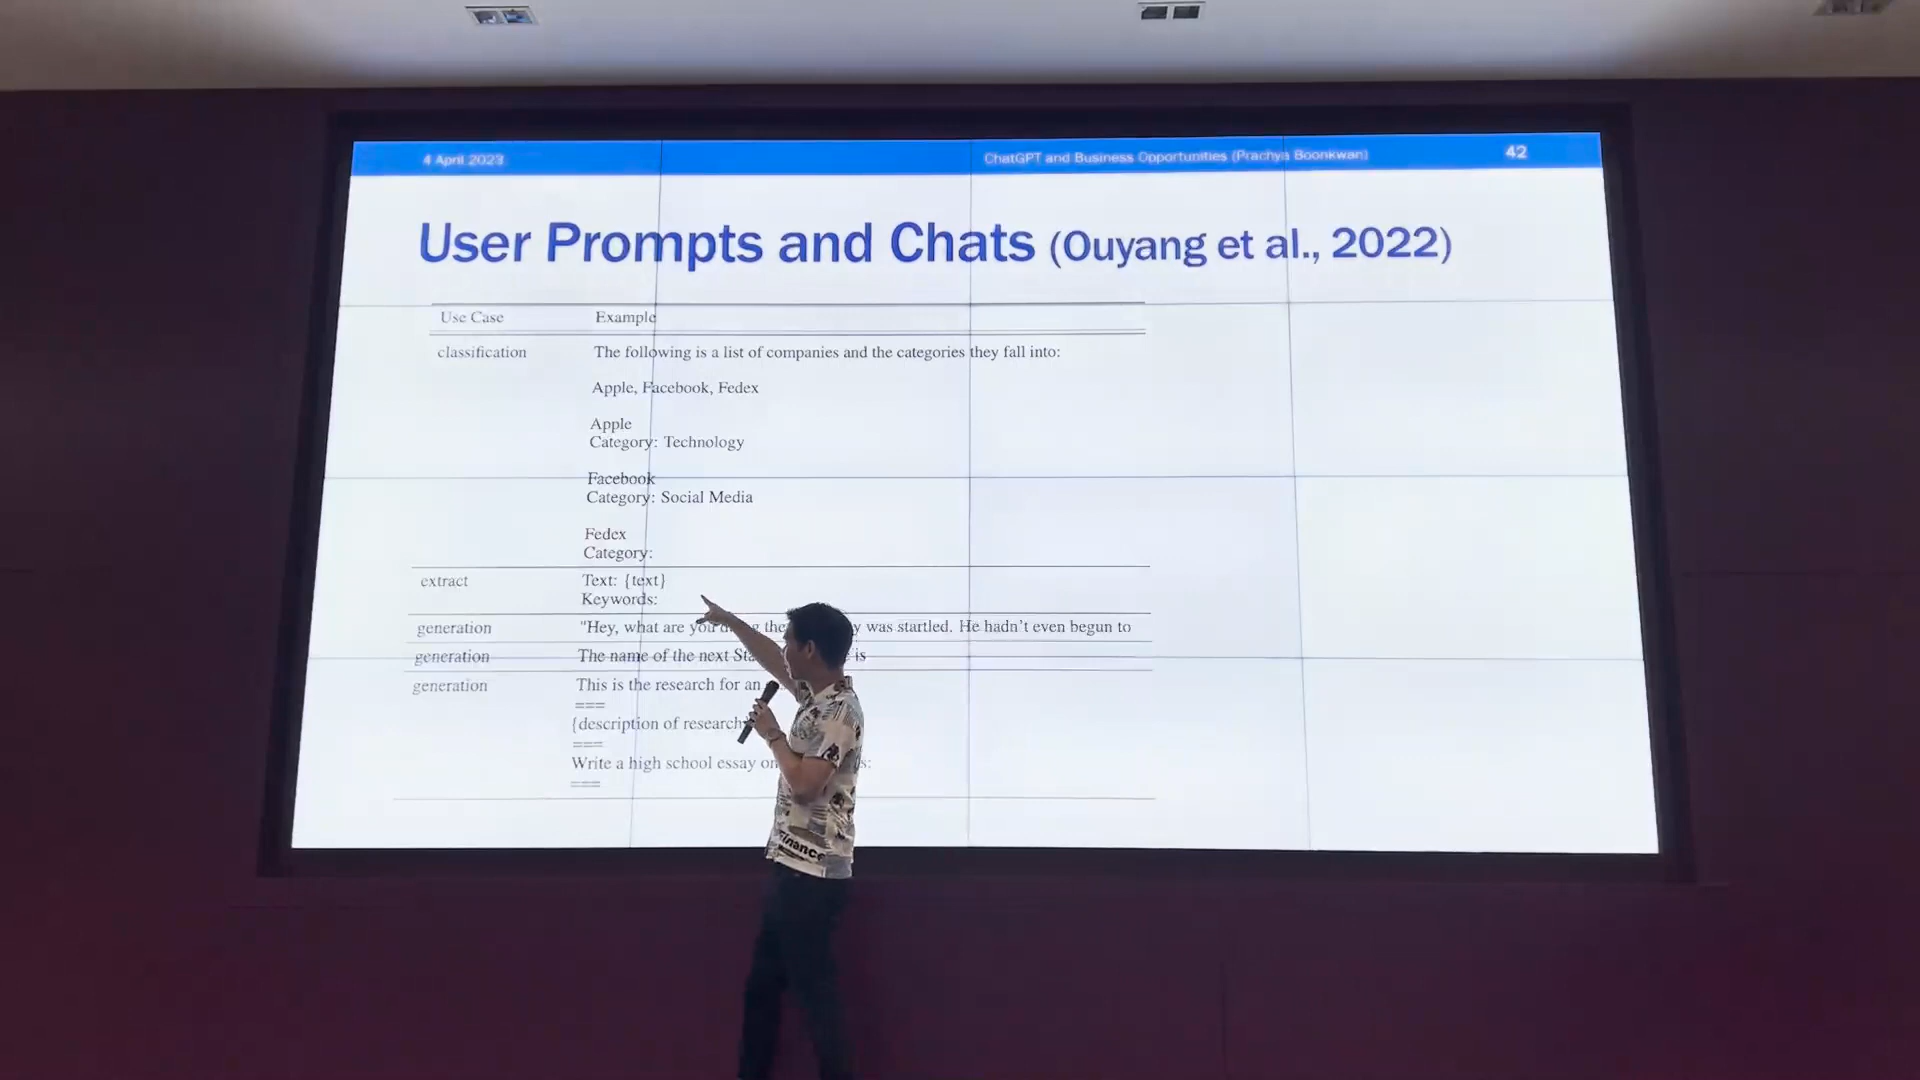 4 April 2023
ChatGPT and Business Opportunities (Prachya Boonkwan)
42
User Prompts and Chats (Ouyang et al., 2022)
Use Case Example
classification The following is a list of companies and the categories they fall into:
Apple, Facebook, Fedex
Apple
Category: Technology
Facebook
Category: Social Media
Fedex
Category:
extract Text: {text}
Keywords:
generation "Hey, what are you the was startled. He hadn't even begun to
generation The name of the next is
generation This is the research for an
===
{description of research
===
Write a high school essay on
===
Finance